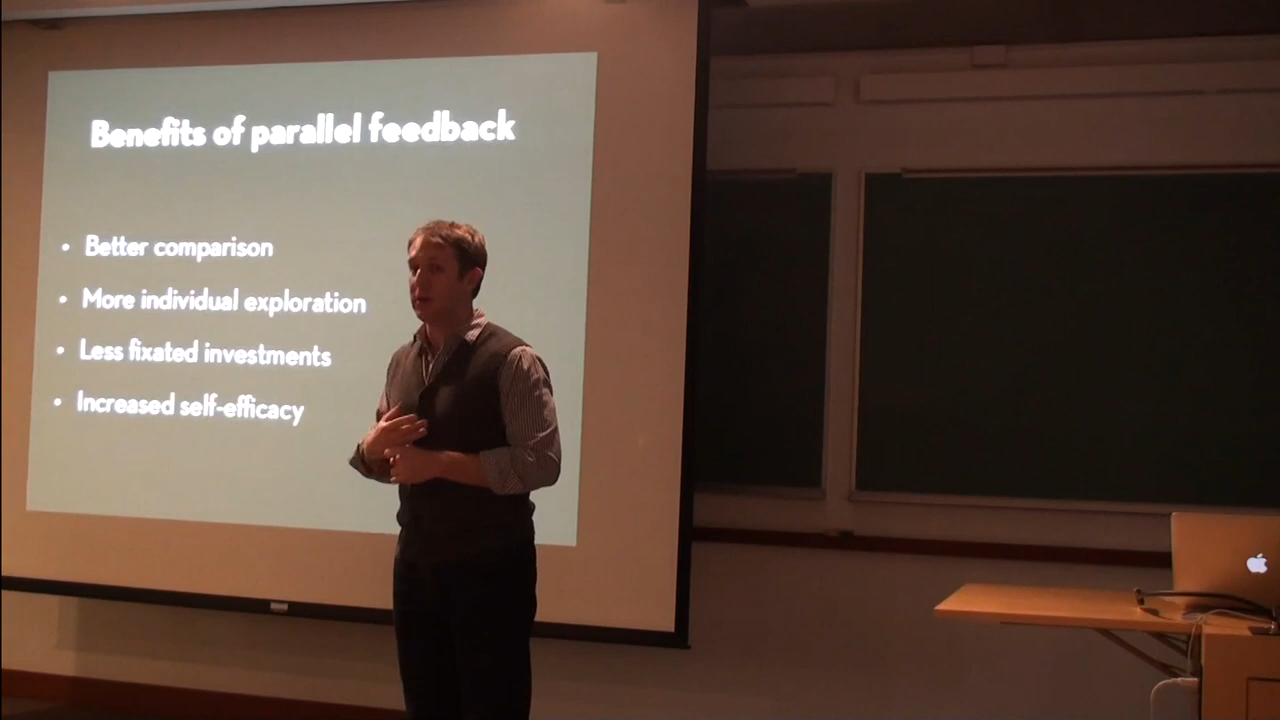 Benefits of parallel feedback
• Better comparison
• More individual exploration
• Less fixated investments
• Increased self-efficacy